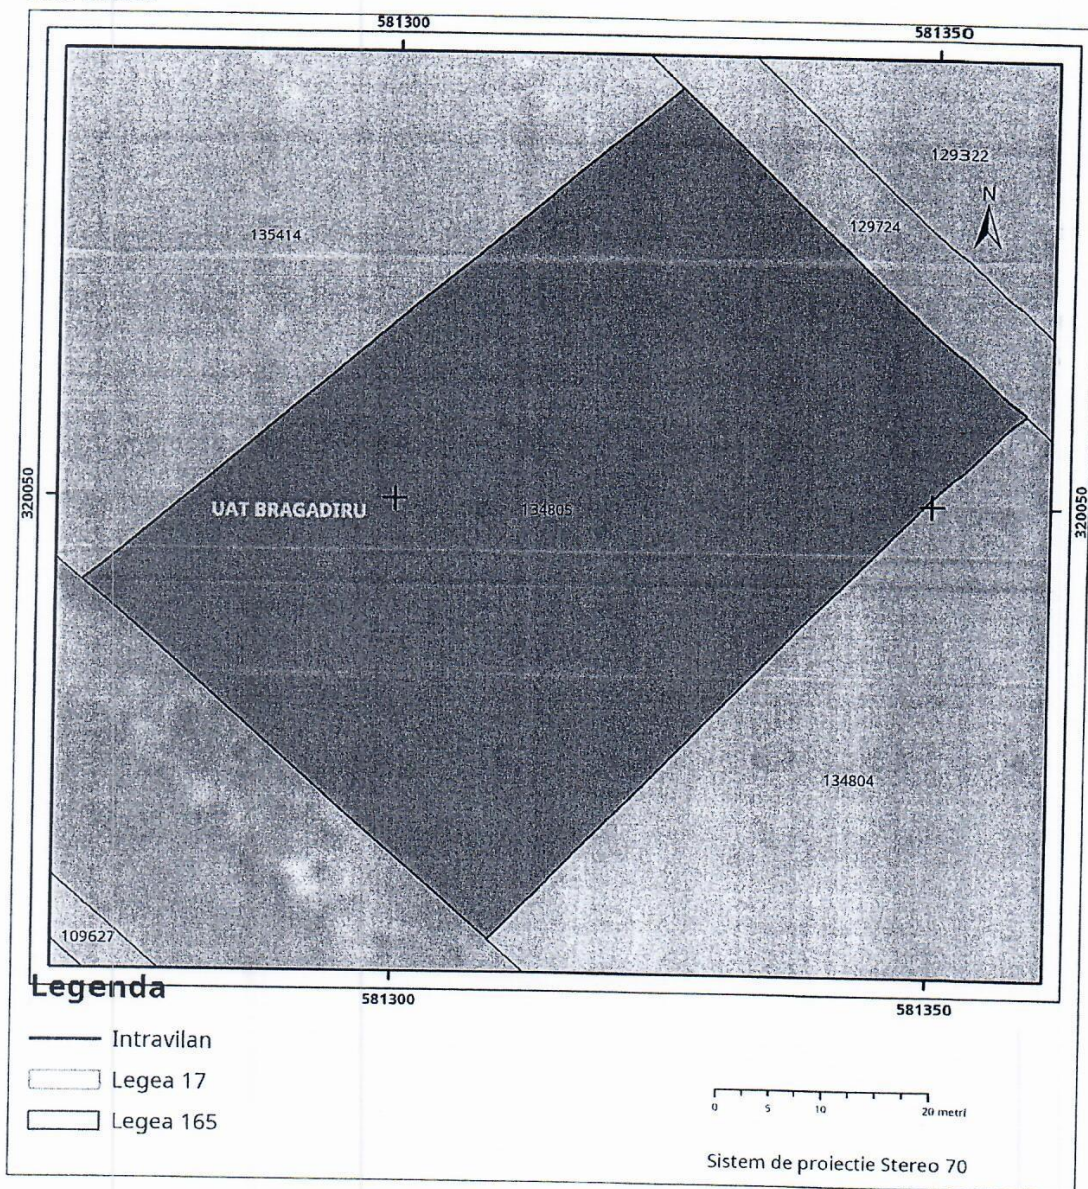 581300
581350
129322
N
129724
135414
320050
320050
UAT BRAGADIRU
134805
134804
109627
Legenda
581300
581350
Intravilan
Legea 17
Legea 165
0 5 10 20 metri
Sistem de proiectie Stereo 70